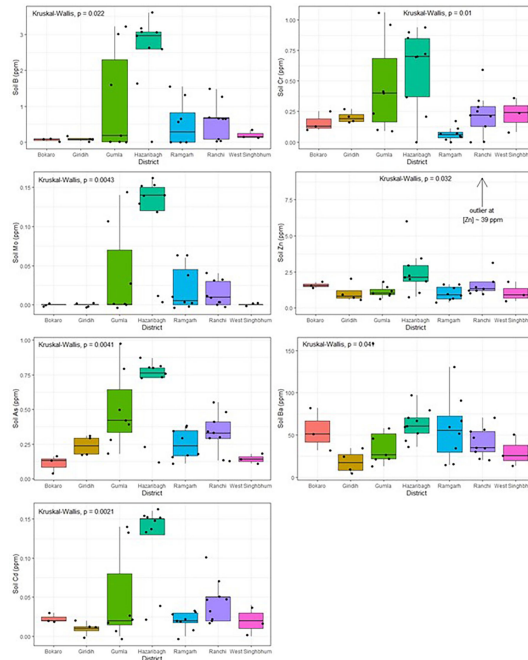 Kruskal-Wallis, p = 0.022
Soil B (ppm)
3
2
1
0
Bokaro Giridih Gumla Hazaribagh Ramgarh Ranchi West Singhbhum
District
Kruskal-Wallis, p = 0.01
Soil Cr (ppm)
1.00
0.75
0.50
0.25
0.00
Bokaro Giridih Gumla Hazaribagh Ramgarh Ranchi West Singhbhum
District
Kruskal-Wallis, p = 0.0043
Soil Mo (ppm)
0.15
0.10
0.05
0.00
Bokaro Giridih Gumla Hazaribagh Ramgarh Ranchi West Singhbhum
District
Kruskal-Wallis, p = 0.032
outlier at
[Zn] ~ 39 ppm
Soil Zn (ppm)
7.5
5.0
2.5
0.0
Bokaro Giridih Gumla Hazaribagh Ramgarh Ranchi West Singhbhum
District
Kruskal-Wallis, p = 0.0041
Soil As (ppm)
1.00
0.75
0.50
0.25
0.00
Bokaro Giridih Gumla Hazaribagh Ramgarh Ranchi West Singhbhum
District
Kruskal-Wallis, p = 0.04
Soil Ba (ppm)
150
100
50
0
Bokaro Giridih Gumla Hazaribagh Ramgarh Ranchi West Singhbhum
District
Kruskal-Wallis, p = 0.0021
Soil Cd (ppm)
0.15
0.10
0.05
0.00
Bokaro Giridih Gumla Hazaribagh Ramgarh Ranchi West Singhbhum
District